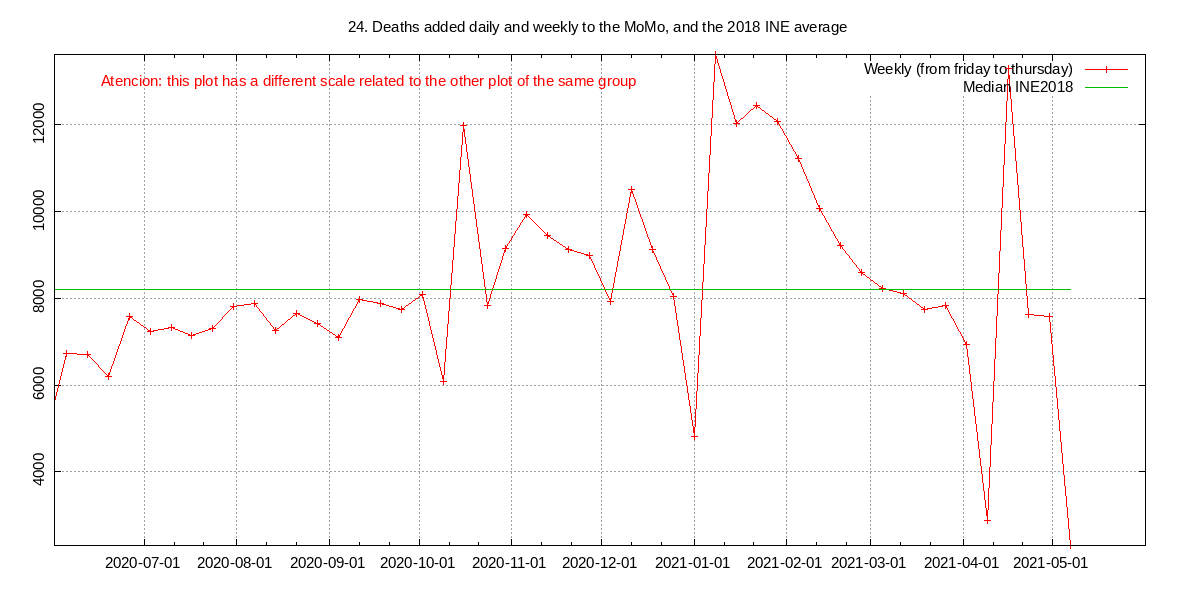 24. Deaths added daily and weekly to the MoMo, and the 2018 INE average
Atencion: this plot has a different scale related to the other plot of the same group
Weekly (from friday to thursday)
Median INE2018
12000
10000
8000
6000
4000
2020-07-01 2020-08-01 2020-09-01 2020-10-01 2020-11-01 2020-12-01 2021-01-01 2021-02-01 2021-03-01 2021-04-01 2021-05-01